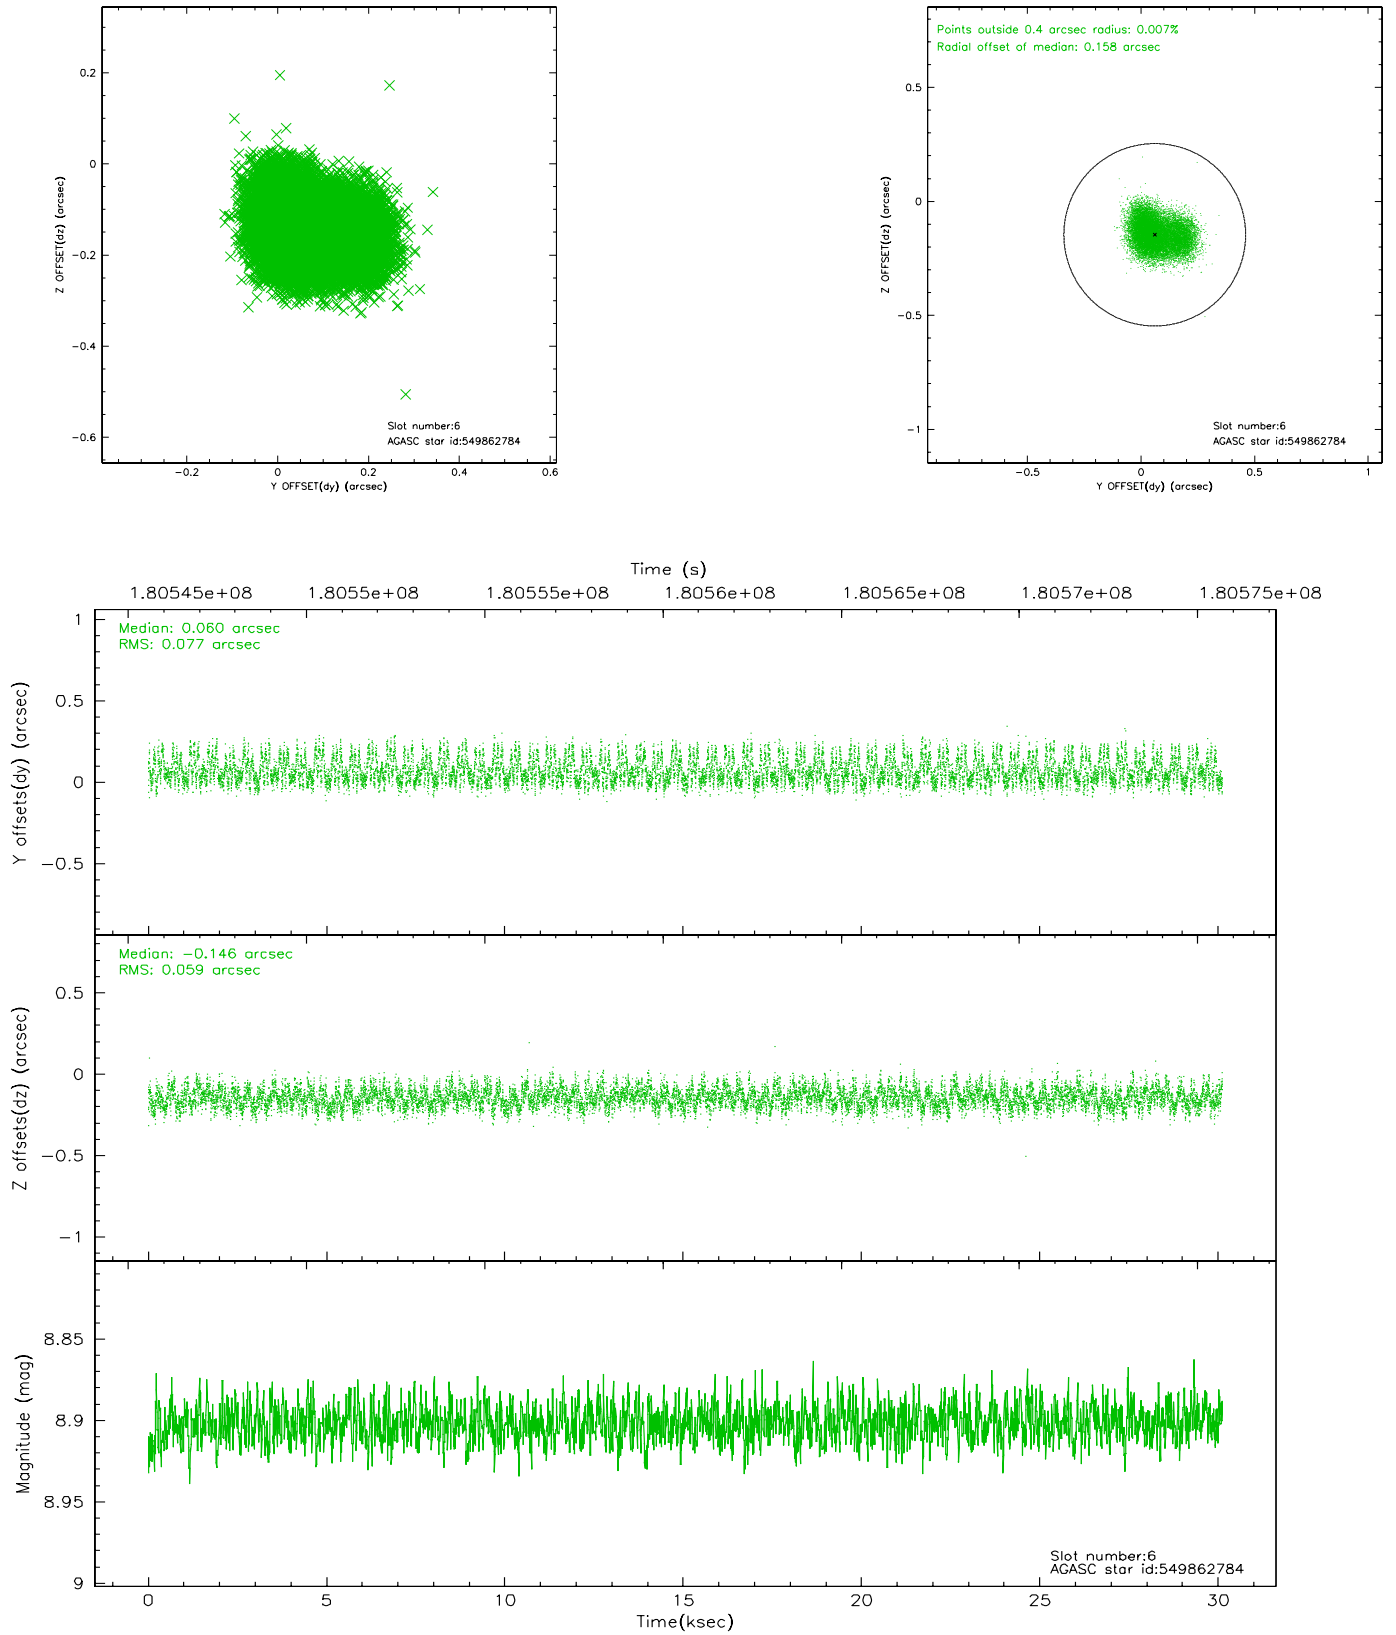 0.2
0
−0.2
−0.4
−0.6
Z OFFSET(dz) (arcsec)
Slot number:6
AGASC star id:549862784
−0.2 0 0.2 0.4 0.6
Y OFFSET(dy) (arcsec)
Points outside 0.4 arcsec radius: 0.007%
Radial offset of median: 0.158 arcsec
0.5
0
−0.5
−1
Z OFFSET(dz) (arcsec)
Slot number:6
AGASC star id:549862784
−0.5 0 0.5 1
Y OFFSET(dy) (arcsec)
Time (s)
1.80545e+08 1.8055e+08 1.80555e+08 1.8056e+08 1.80565e+08 1.8057e+08 1.80575e+08
Median: 0.060 arcsec
RMS: 0.077 arcsec
1
0.5
0
−0.5
Y offsets(dy) (arcsec)
Median: −0.146 arcsec
RMS: 0.059 arcsec
0.5
0
−0.5
−1
Z offsets(dz) (arcsec)
8.85
8.9
8.95
9
Magnitude (mag)
Slot number:6
AGASC star id:549862784
0 5 10 15 20 25 30
Time(ksec)